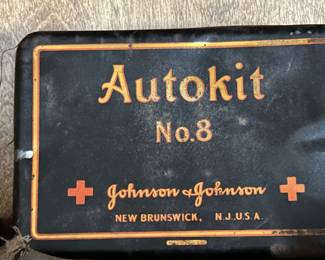 Autokit
No.8
Johnson & Johnson
NEW BRUNSWICK, N.J.U.S.A.